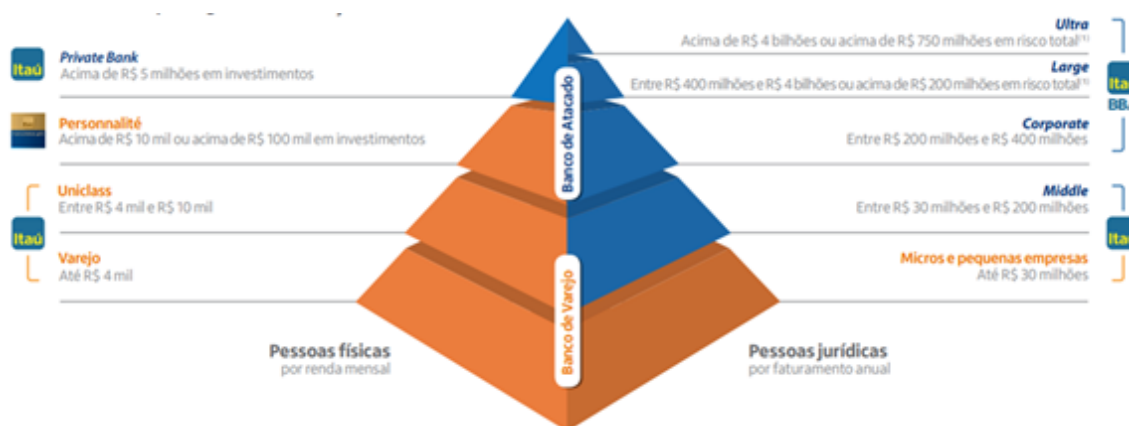 Itaú
Private Bank
Acima de R$ 5 milhões em investimentos
Personnalité
Acima de R$ 10 mil ou acima de R$ 100 mil em investimentos
Itaú
Uniclass
Entre R$ 4 mil e R$ 10 mil
Varejo
Até R$ 4 mil
Pessoas físicas
por renda mensal
Banco de Atacado
Banco de Varejo
Ultra
Acima de R$ 4 bilhões ou acima de R$ 750 milhões em risco total⁽¹⁾
Large
Entre R$ 400 milhões e R$ 4 bilhões ou acima de R$ 200 milhões em risco total⁽¹⁾
Corporate
Entre R$ 200 milhões e R$ 400 milhões
Middle
Entre R$ 30 milhões e R$ 200 milhões
Micros e pequenas empresas
Até R$ 30 milhões
Pessoas jurídicas
por faturamento anual